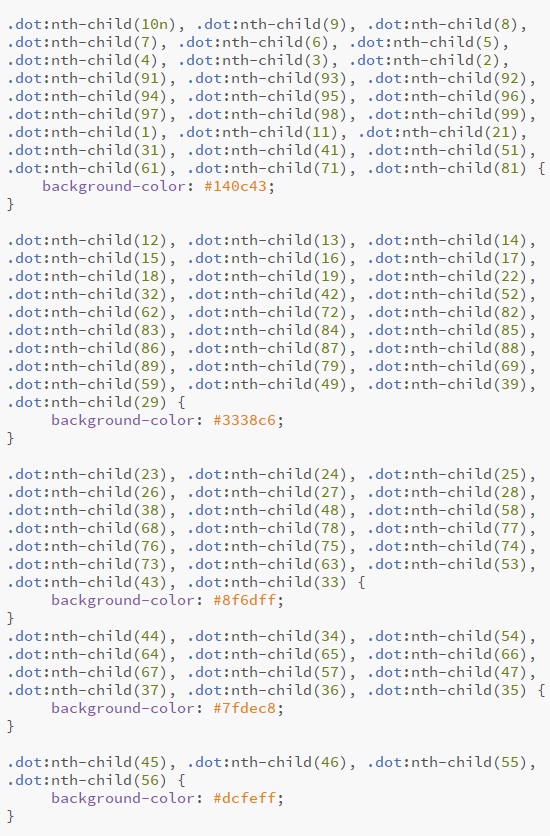 .dot:nth-child(10n), .dot:nth-child(9), .dot:nth-child(8),
.dot:nth-child(7), .dot:nth-child(6), .dot:nth-child(5),
.dot:nth-child(4), .dot:nth-child(3), .dot:nth-child(2),
.dot:nth-child(91), .dot:nth-child(93), .dot:nth-child(92),
.dot:nth-child(94), .dot:nth-child(95), .dot:nth-child(96),
.dot:nth-child(97), .dot:nth-child(98), .dot:nth-child(99),
.dot:nth-child(1), .dot:nth-child(11), .dot:nth-child(21),
.dot:nth-child(31), .dot:nth-child(41), .dot:nth-child(51),
.dot:nth-child(61), .dot:nth-child(71), .dot:nth-child(81) {
    background-color: #140c43;
}

.dot:nth-child(12), .dot:nth-child(13), .dot:nth-child(14),
.dot:nth-child(15), .dot:nth-child(16), .dot:nth-child(17),
.dot:nth-child(18), .dot:nth-child(19), .dot:nth-child(22),
.dot:nth-child(32), .dot:nth-child(42), .dot:nth-child(52),
.dot:nth-child(62), .dot:nth-child(72), .dot:nth-child(82),
.dot:nth-child(83), .dot:nth-child(84), .dot:nth-child(85),
.dot:nth-child(86), .dot:nth-child(87), .dot:nth-child(88),
.dot:nth-child(89), .dot:nth-child(79), .dot:nth-child(69),
.dot:nth-child(59), .dot:nth-child(49), .dot:nth-child(39),
.dot:nth-child(29) {
     background-color: #3338c6;
}

.dot:nth-child(23), .dot:nth-child(24), .dot:nth-child(25),
.dot:nth-child(26), .dot:nth-child(27), .dot:nth-child(28),
.dot:nth-child(38), .dot:nth-child(48), .dot:nth-child(58),
.dot:nth-child(68), .dot:nth-child(78), .dot:nth-child(77),
.dot:nth-child(76), .dot:nth-child(75), .dot:nth-child(74),
.dot:nth-child(73), .dot:nth-child(63), .dot:nth-child(53),
.dot:nth-child(43), .dot:nth-child(33) {
     background-color: #8f6dff;
}
.dot:nth-child(44), .dot:nth-child(34), .dot:nth-child(54),
.dot:nth-child(64), .dot:nth-child(65), .dot:nth-child(66),
.dot:nth-child(67), .dot:nth-child(57), .dot:nth-child(47),
.dot:nth-child(37), .dot:nth-child(36), .dot:nth-child(35) {
     background-color: #7fdec8;
}

.dot:nth-child(45), .dot:nth-child(46), .dot:nth-child(55),
.dot:nth-child(56) {
     background-color: #dcfeff;
}